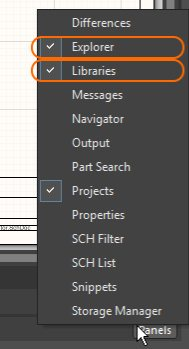 Differences
Explorer
Libraries
Messages
Navigator
Output
Part Search
Projects
Properties
SCH Filter
SCH List
Snippets
Storage Manager
Panels